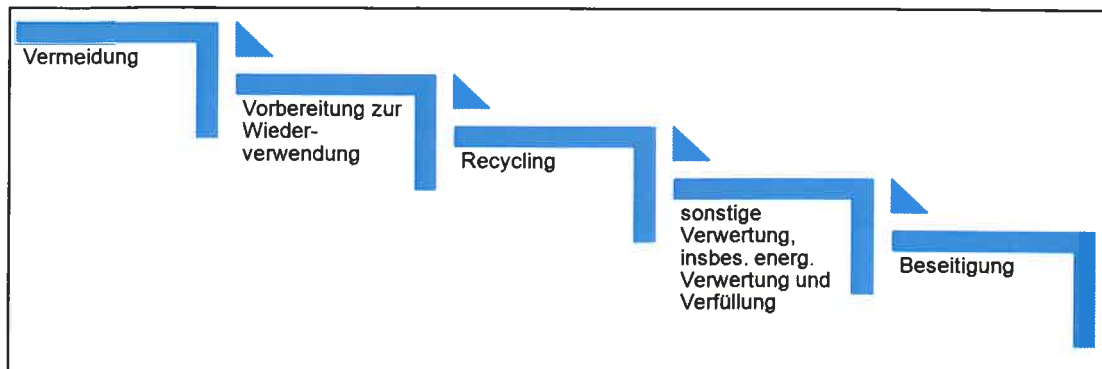 Vermeidung
Vorbereitung zur
Wieder-
verwendung
Recycling
sonstige
Verwertung,
insbes. energ.
Verwertung und
Verfüllung
Beseitigung